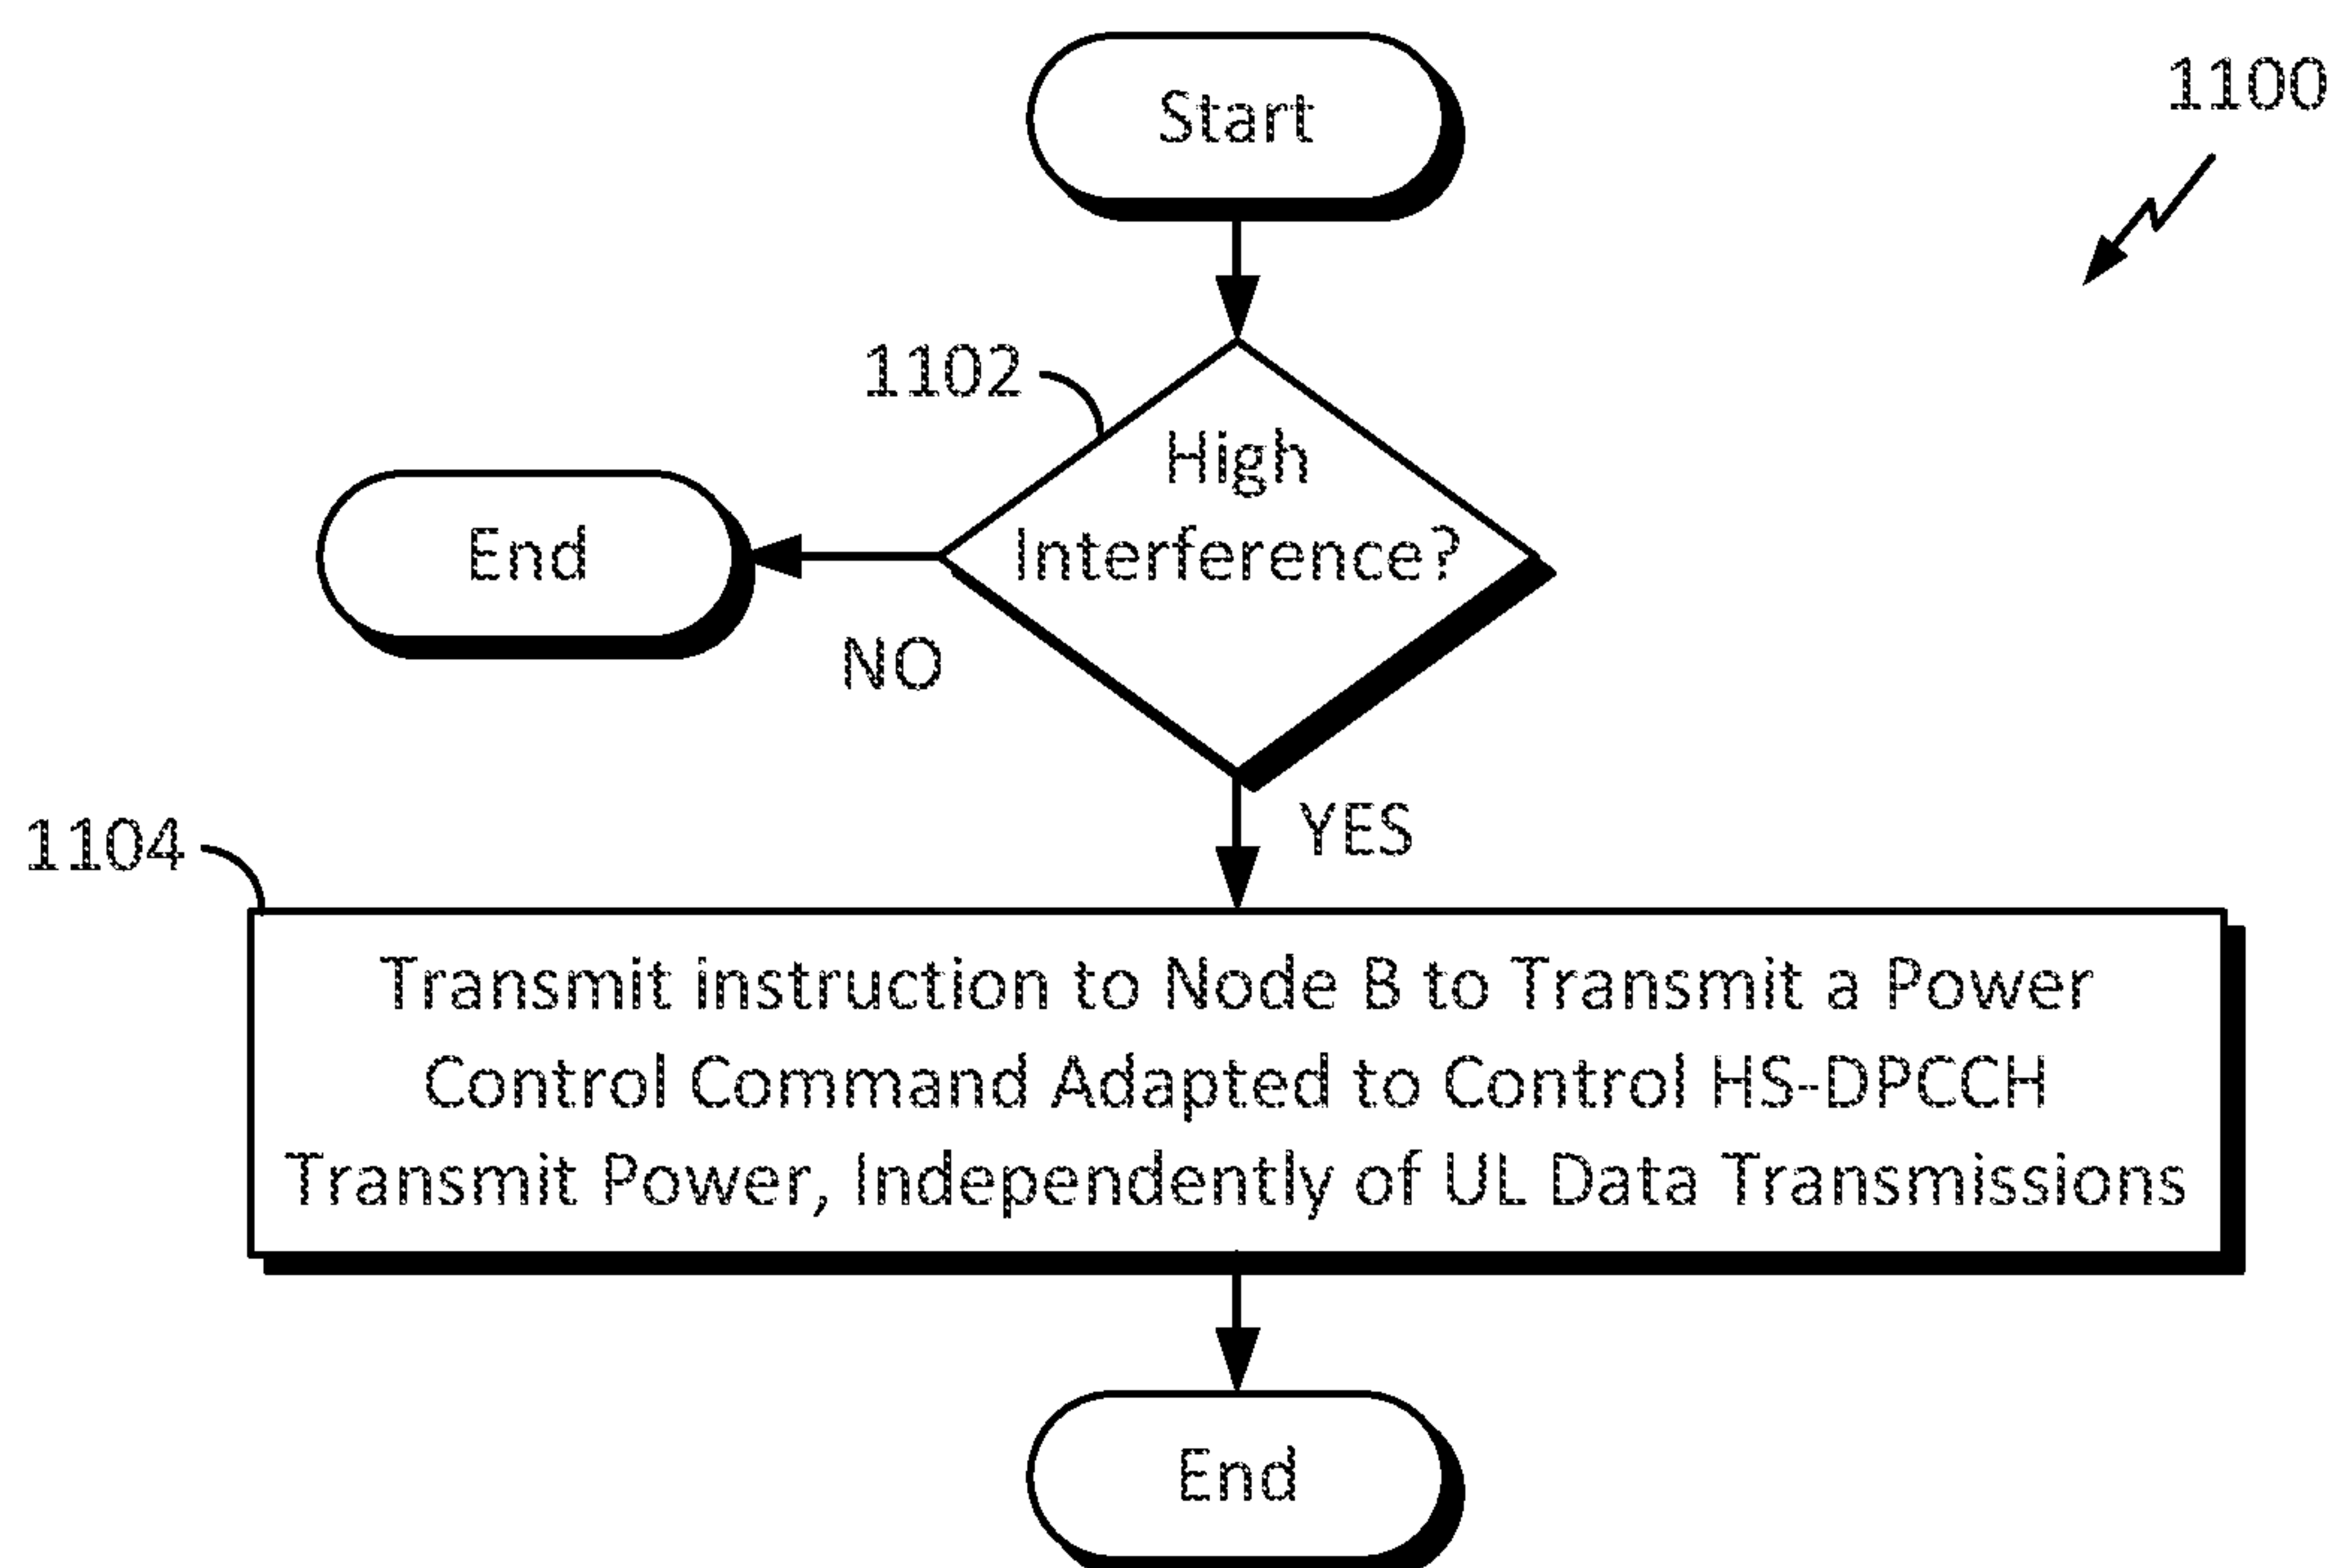 Start
1100
1102
High
Interference?
End
NO
YES
1104
Transmit instruction to Node B to Transmit a Power
Control Command Adapted to Control HS-DPCCH
Transmit Power, Independently of UL Data Transmissions
End